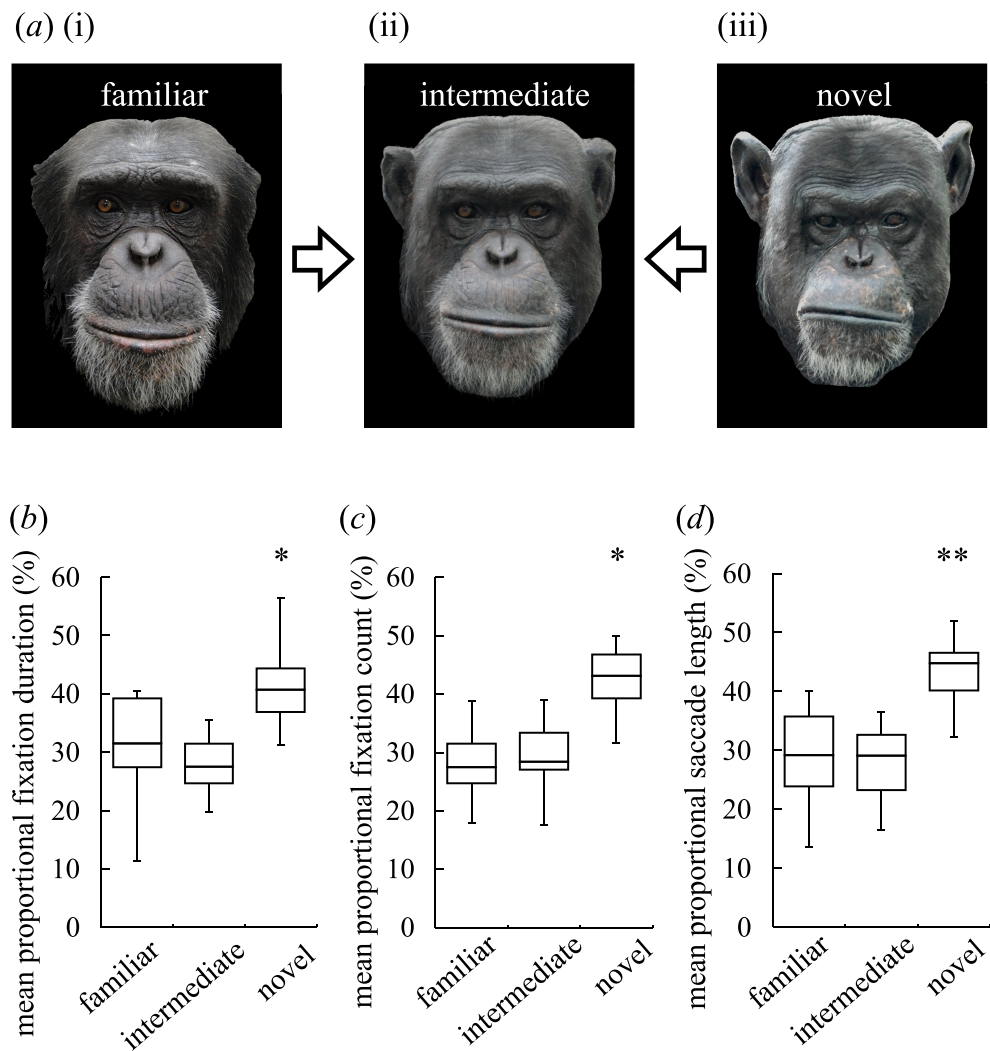 (a) (i)
(ii)
(iii)
familiar
intermediate
novel
(b)
(c)
(d)
mean proportional fixation duration (%)
60
50
40
30
20
10
0
*
familiar
intermediate
novel
mean proportional fixation count (%)
60
50
40
30
20
10
0
*
familiar
intermediate
novel
mean proportional saccade length (%)
60
50
40
30
20
10
0
**
familiar
intermediate
novel